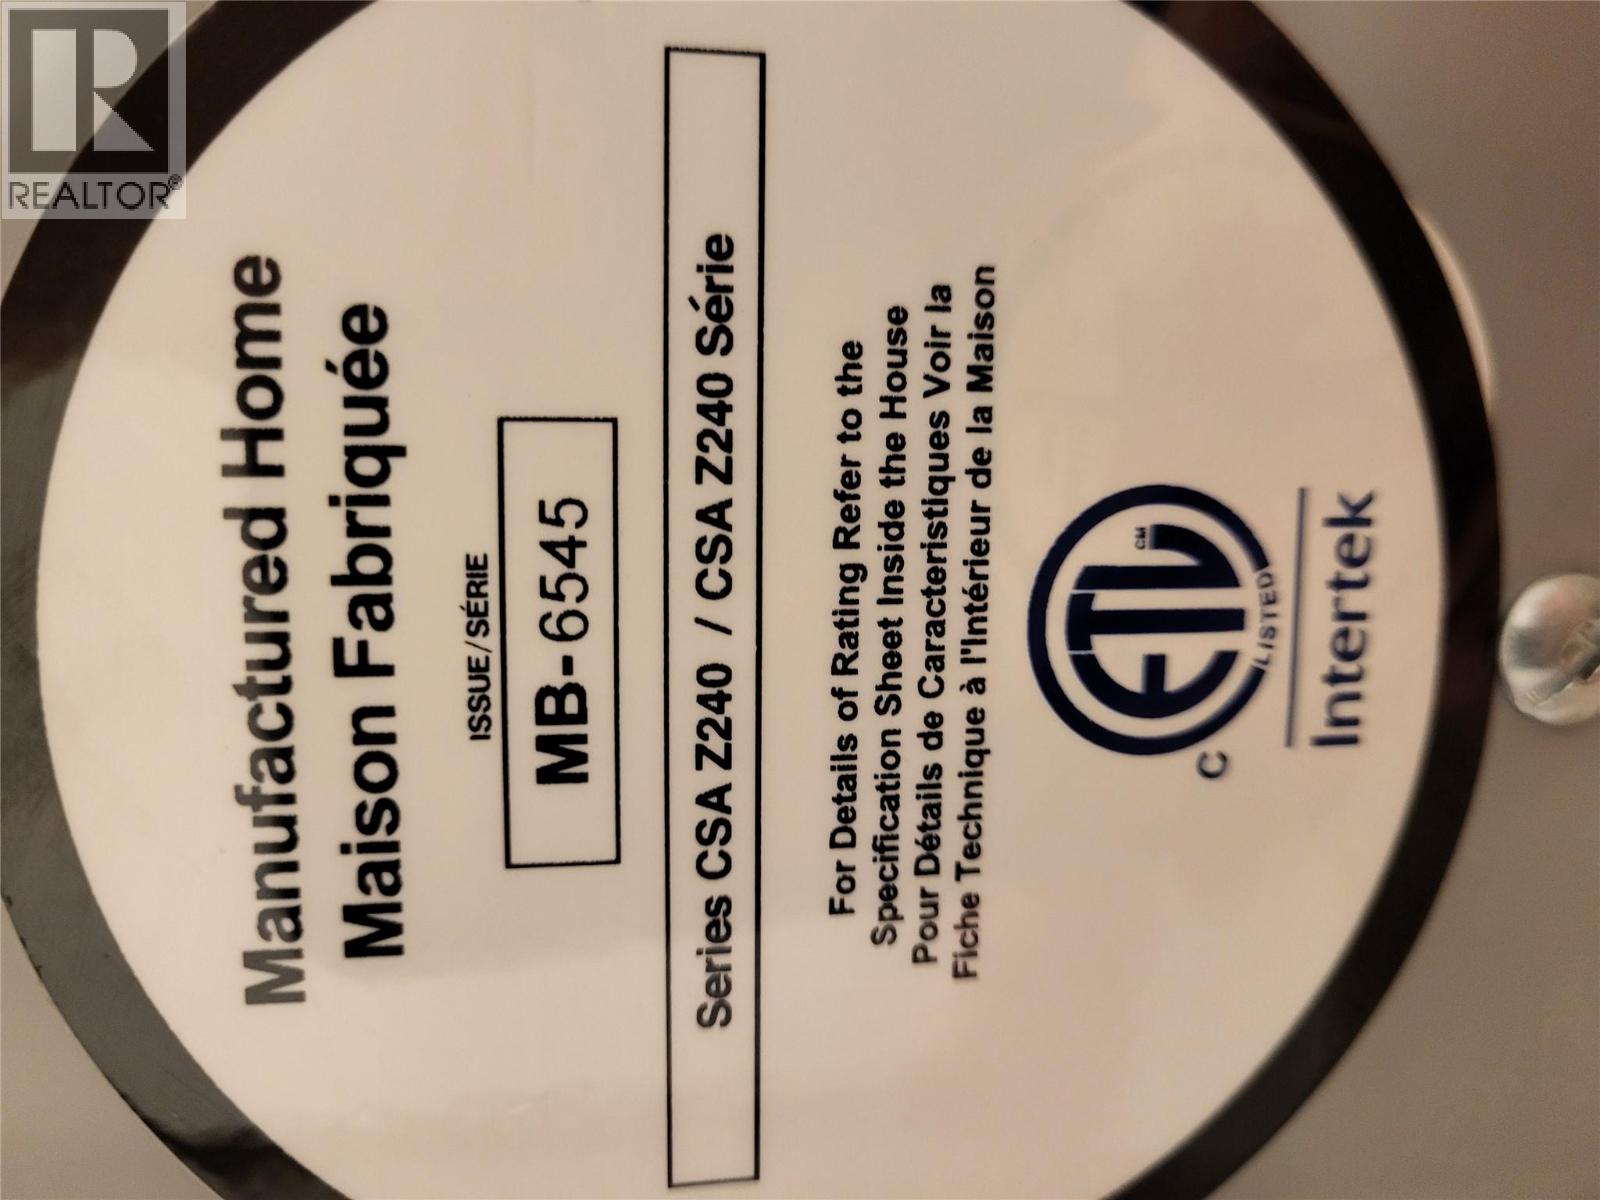 REALTOR®
Manufactured Home
Maison Fabriquée
ISSUE/SÉRIE
MB-6545
Series CSA Z240 / CSA Z240 Série
For Details of Rating Refer to the
Specification Sheet Inside the House
Pour Détails de Caracteristiques Voir la
Fiche Technique à l'Intérieur de la Maison
ETL CM
C
LISTED
Intertek